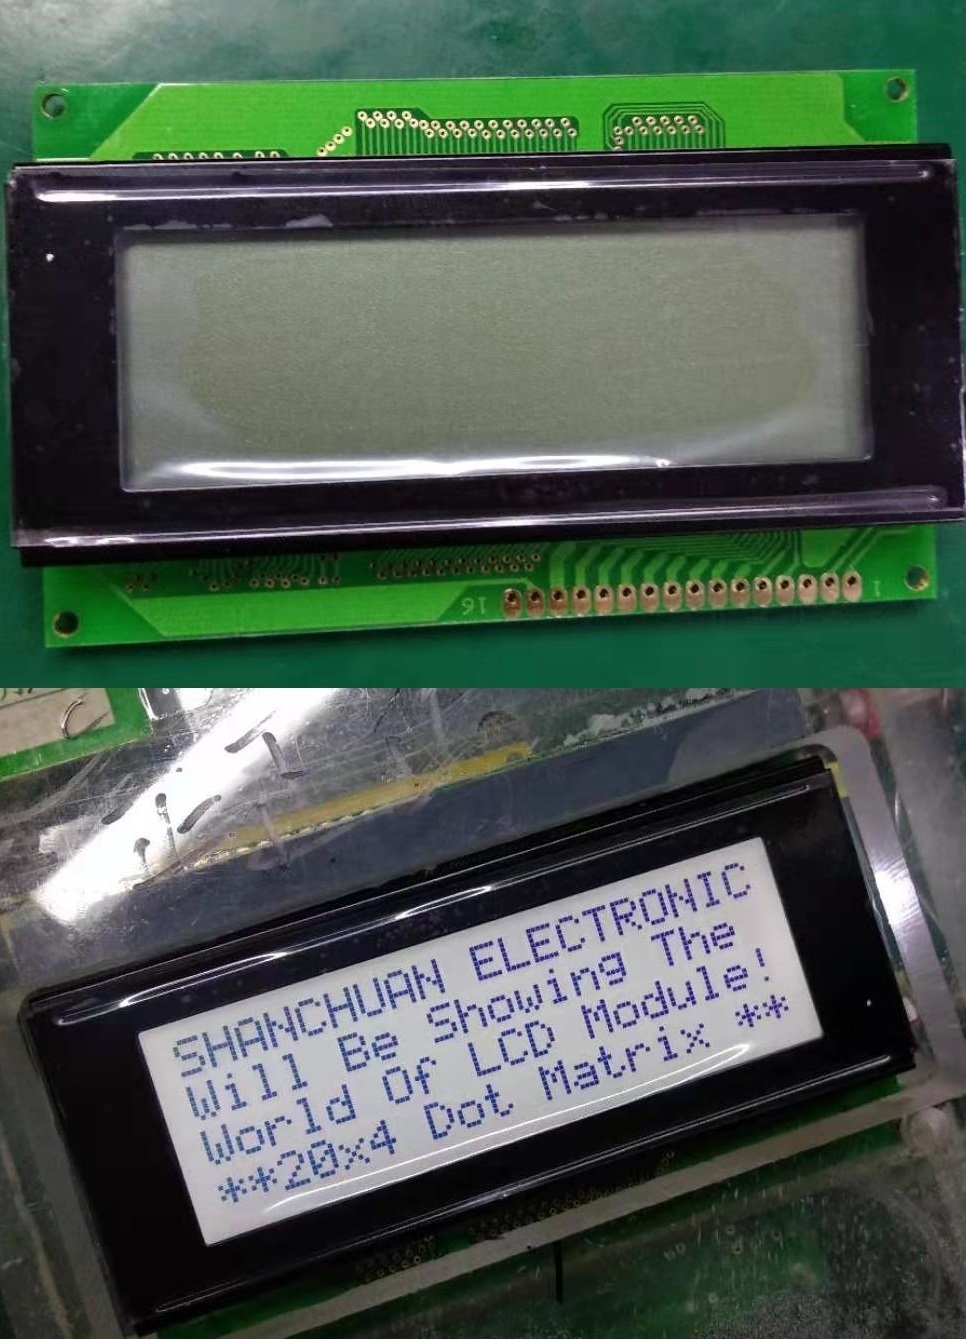 16
1
SHANCHUAN ELECTRONIC
Will Be Showing The
World Of LCD Module!
**20x4 Dot Matrix **